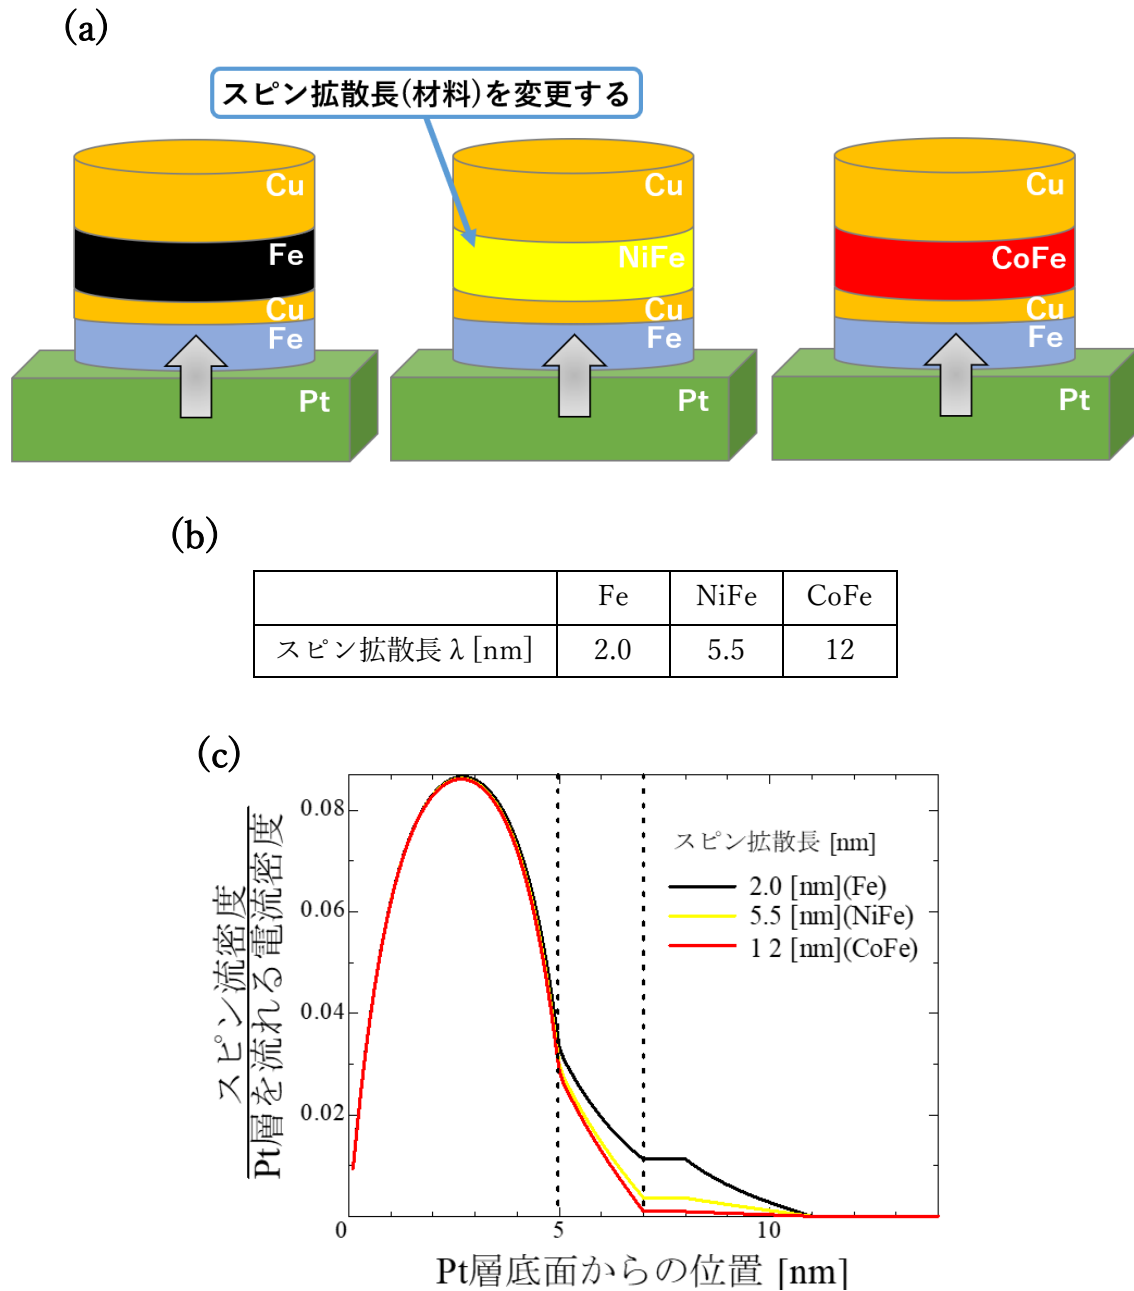 (a)
スピン拡散長(材料)を変更する
Cu
Fe
Cu
Fe
Pt
Cu
NiFe
Cu
Fe
Pt
Cu
CoFe
Cu
Fe
Pt
(b)
Fe NiFe CoFe
スピン拡散長 λ [nm] 2.0 5.5 12
(c)
スピン流密度
Pt層を流れる電流密度
0.08
0.06
0.04
0.02
スピン拡散長 [nm]
2.0 [nm](Fe)
5.5 [nm](NiFe)
1 2 [nm](CoFe)
0 5 10
Pt層底面からの位置 [nm]